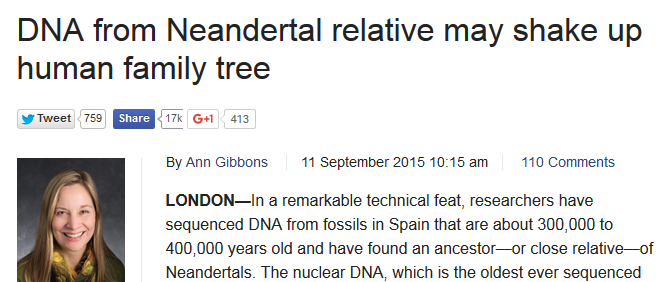 DNA from Neandertal relative may shake up
human family tree
Tweet 759 Share 17k G+1 413
By Ann Gibbons 11 September 2015 10:15 am 110 Comments
LONDON—In a remarkable technical feat, researchers have
sequenced DNA from fossils in Spain that are about 300,000 to
400,000 years old and have found an ancestor—or close relative—of
Neandertals. The nuclear DNA, which is the oldest ever sequenced